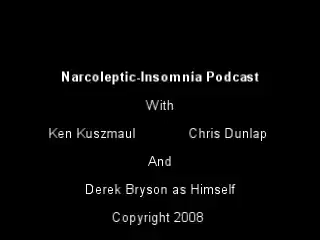 Narcoleptic-Insomnia Podcast
With
Ken Kuszmaul Chris Dunlap
And
Derek Bryson as Himself
Copyright 2008